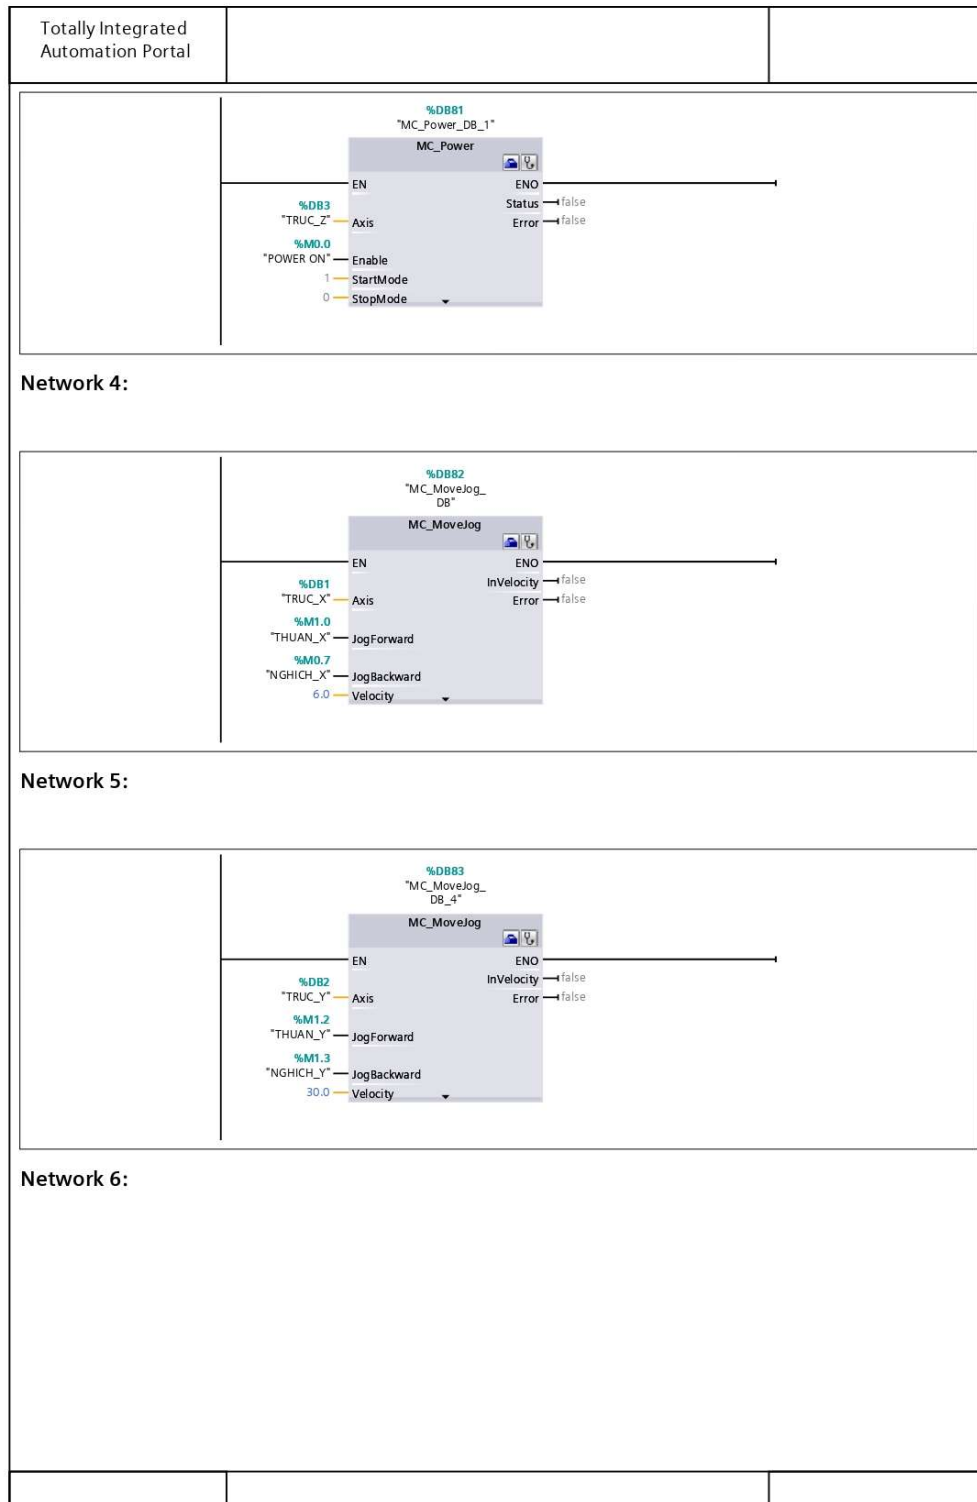 Totally Integrated
Automation Portal
%DB81
"MC_Power_DB_1"
MC_Power
EN
ENO
Status
false
%DB3
"TRUC_Z"
Axis
Error
false
%M0.0
"POWER ON"
Enable
1
StartMode
0
StopMode
Network 4:
%DB82
"MC_MoveJog_
DB"
MC_MoveJog
EN
ENO
InVelocity
false
%DB1
"TRUC_X"
Axis
Error
false
%M1.0
"THUAN_X"
JogForward
%M0.7
"NGHICH_X"
JogBackward
6.0
Velocity
Network 5:
%DB83
"MC_MoveJog_
DB_4"
MC_MoveJog
EN
ENO
InVelocity
false
%DB2
"TRUC_Y"
Axis
Error
false
%M1.2
"THUAN_Y"
JogForward
%M1.3
"NGHICH_Y"
JogBackward
30.0
Velocity
Network 6: